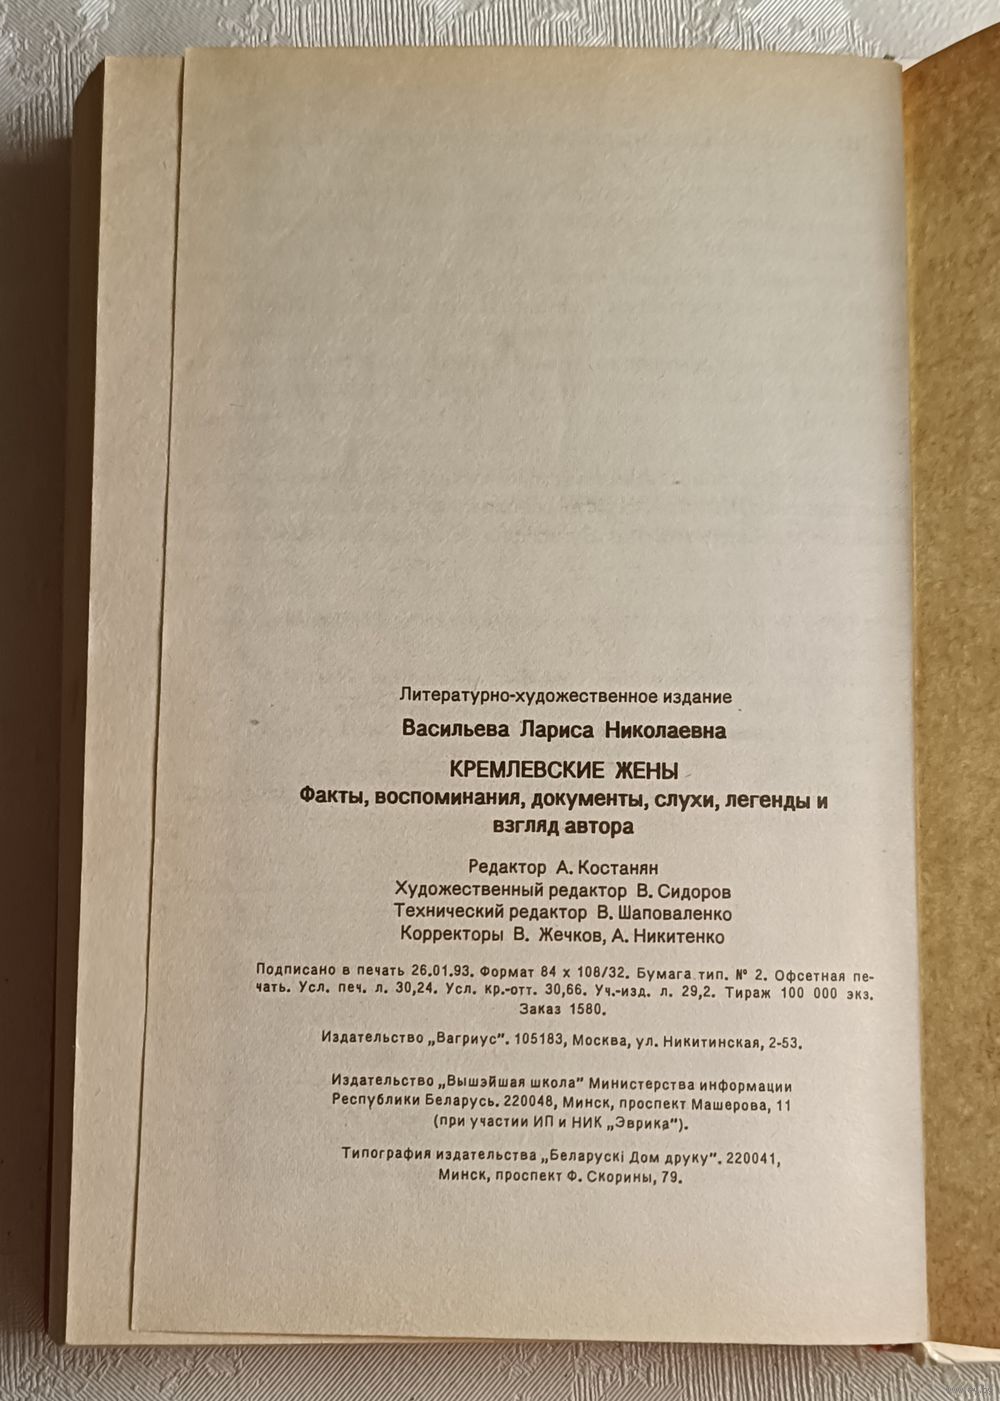 Литературно-художественное издание
Васильева Лариса Николаевна
КРЕМЛЕВСКИЕ ЖЕНЫ
Факты, воспоминания, документы, слухи, легенды и
взгляд автора
Редактор А. Костанян
Художественный редактор В. Сидоров
Технический редактор В. Шаповаленко
Корректоры В. Жечков, А. Никитенко
Подписано в печать 26.01.93. Формат 84 х 108/32. Бумага тип. № 2. Офсетная пе-
чать. Усл. печ. л. 30,24. Усл. кр.-отт. 30,66. Уч.-изд. л. 29,2. Тираж 100 000 экз.
Заказ 1580.
Издательство „Вагриус". 105183, Москва, ул. Никитинская, 2-53.
Издательство „Вышэйшая школа" Министерства информации
Республики Беларусь. 220048, Минск, проспект Машерова, 11
(при участии ИП и НИК „Эврика").
Типография издательства „Беларускі Дом друку". 220041,
Минск, проспект Ф. Скорины, 79.